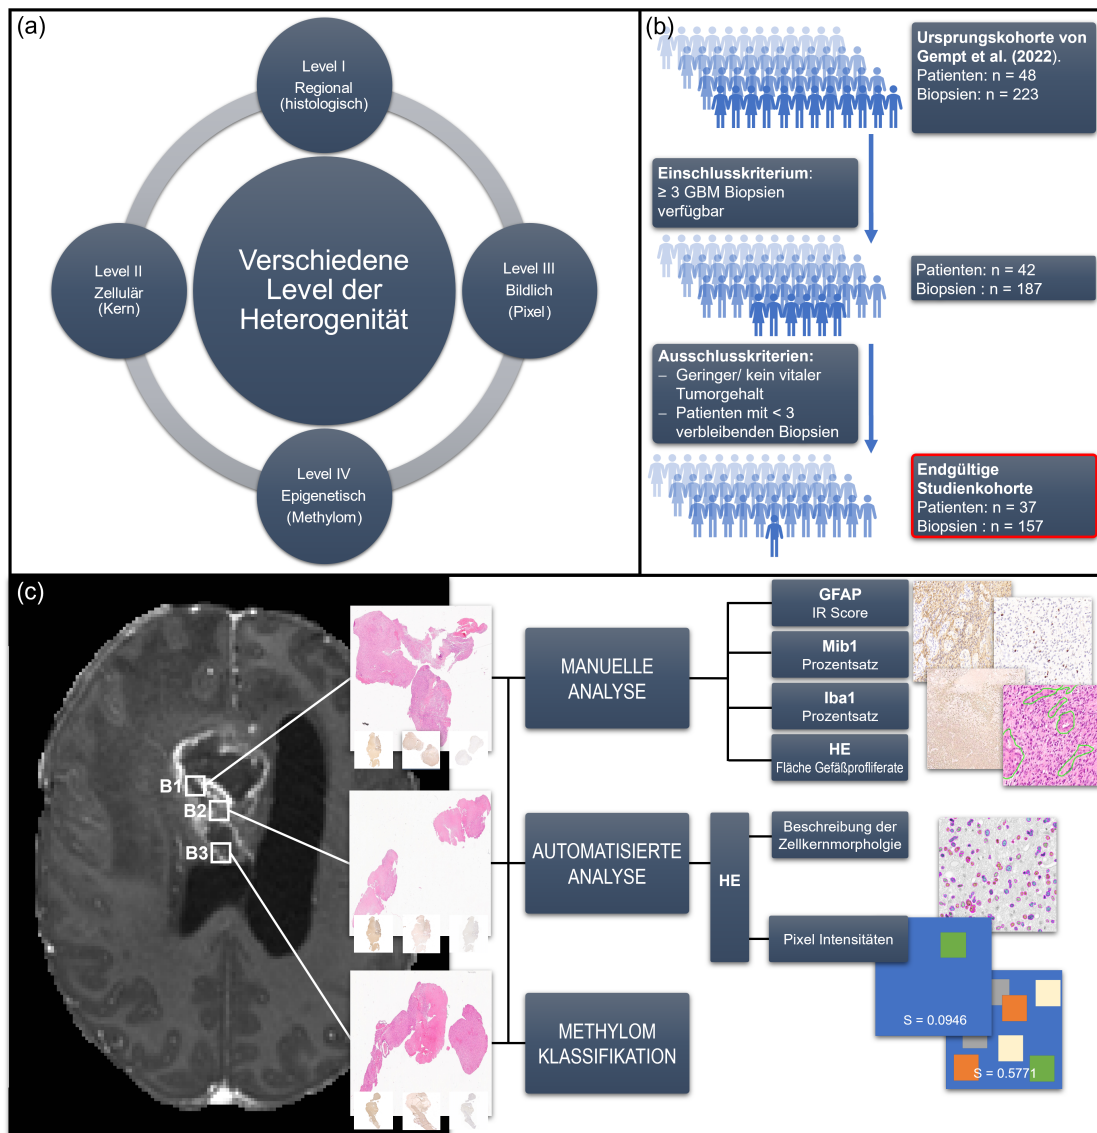 (a)
Level I
Regional
(histologisch)
Level II
Zellulär
(Kern)
Verschiedene
Level der
Heterogenität
Level III
Bildlich
(Pixel)
Level IV
Epigenetisch
(Methylom)
(b)
Ursprungskohorte von
Gempt et al. (2022).
Patienten: n = 48
Biopsien: n = 223
Einschlusskriterium:
≥ 3 GBM Biopsien
verfügbar
Patienten: n = 42
Biopsien : n = 187
Ausschlusskriterien:
– Geringer/ kein vitaler
Tumorgehalt
– Patienten mit < 3
verbleibenden Biopsien
Endgültige
Studienkohorte
Patienten: n = 37
Biopsien : n = 157
(c)
B1
B2
B3
MANUELLE
ANALYSE
GFAP
IR Score
Mib1
Prozentsatz
Iba1
Prozentsatz
HE
Fläche Gefäßprofliferate
AUTOMATISIERTE
ANALYSE
HE
Beschreibung der
Zellkernmorpholgie
Pixel Intensitäten
S = 0.0946
S = 0.5771
METHYLOM
KLASSIFIKATION